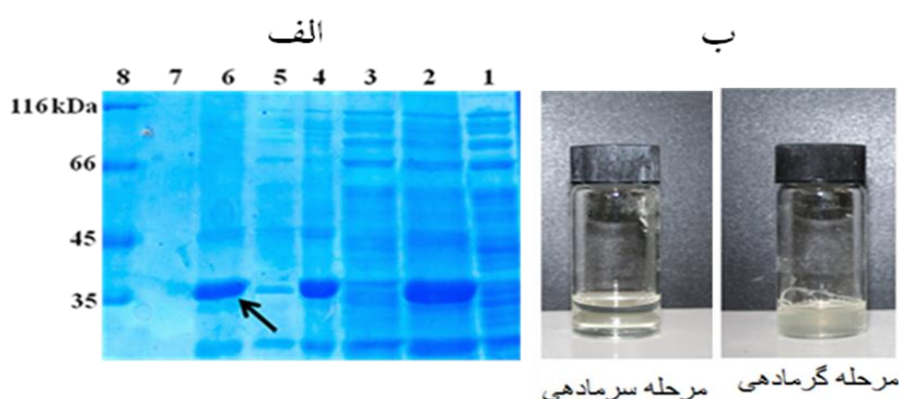 الف
ب
8 7 6 5 4 3 2 1
116 kDa
66
45
35
مرحله سرمادهی
مرحله گرمادهی